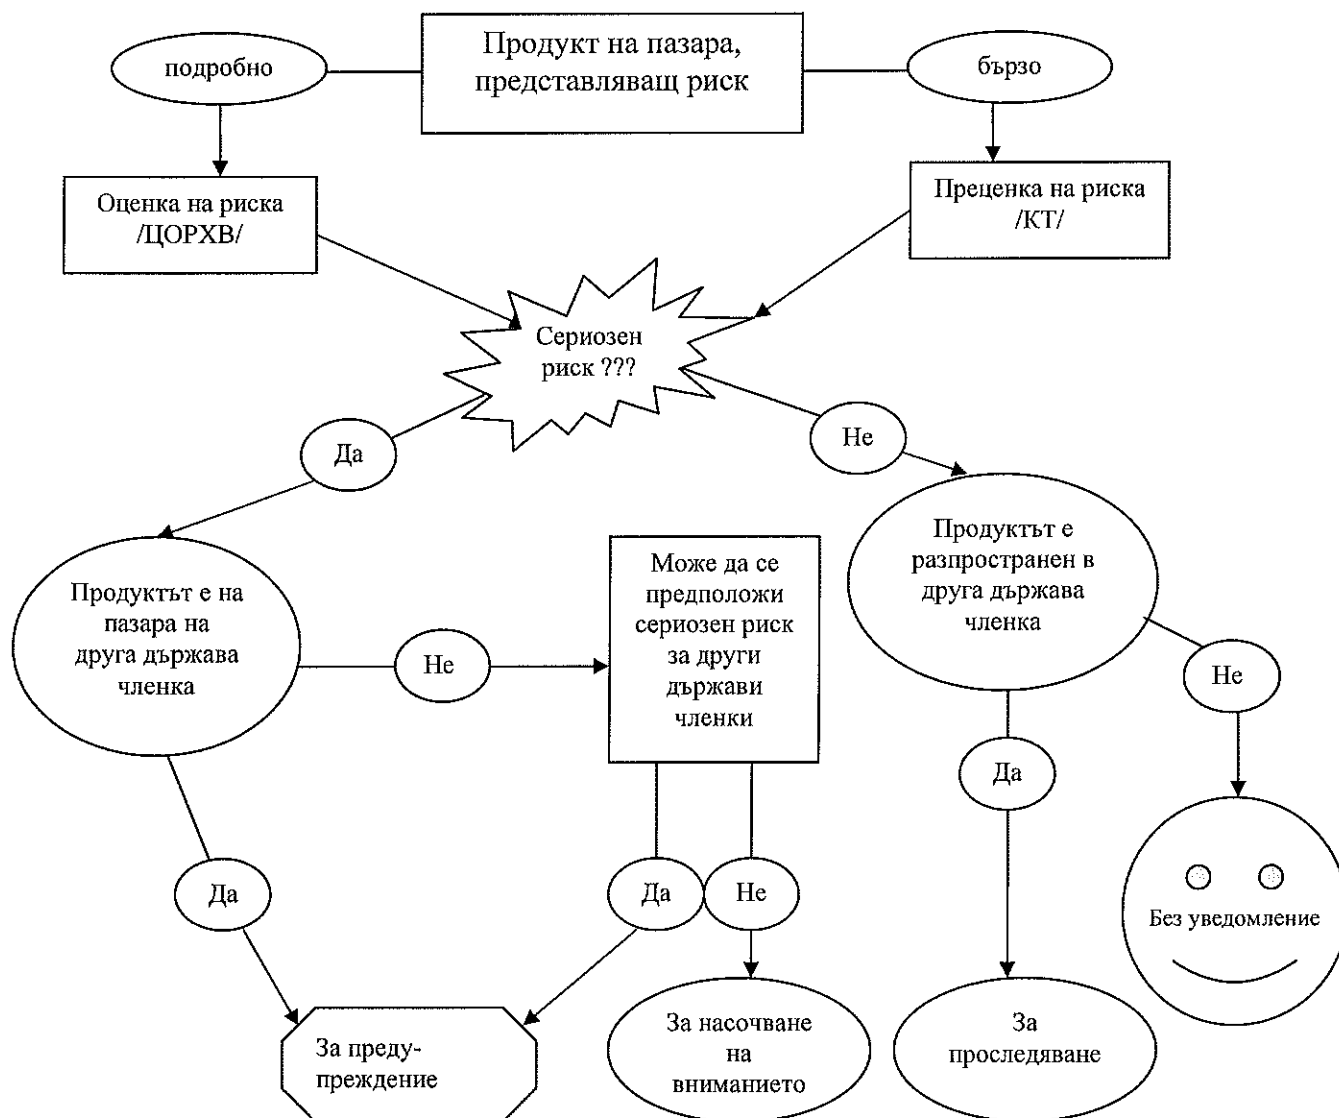 Продукт на пазара,
представляващ риск
подробно
бързо
Оценка на риска
/ЦОРХВ/
Преценка на риска
/КТ/
Сериозен
риск ???
Да
Не
Продуктът е на
пазара на
друга държава
членка
Не
Може да се
предположи
сериозен риск
за други
държави
членки
Продуктът е
разпространен в
друга държава
членка
Не
Да
Да
Да
Не
Без уведомление
За преду-
преждение
За насочване
на
вниманието
За
проследяване